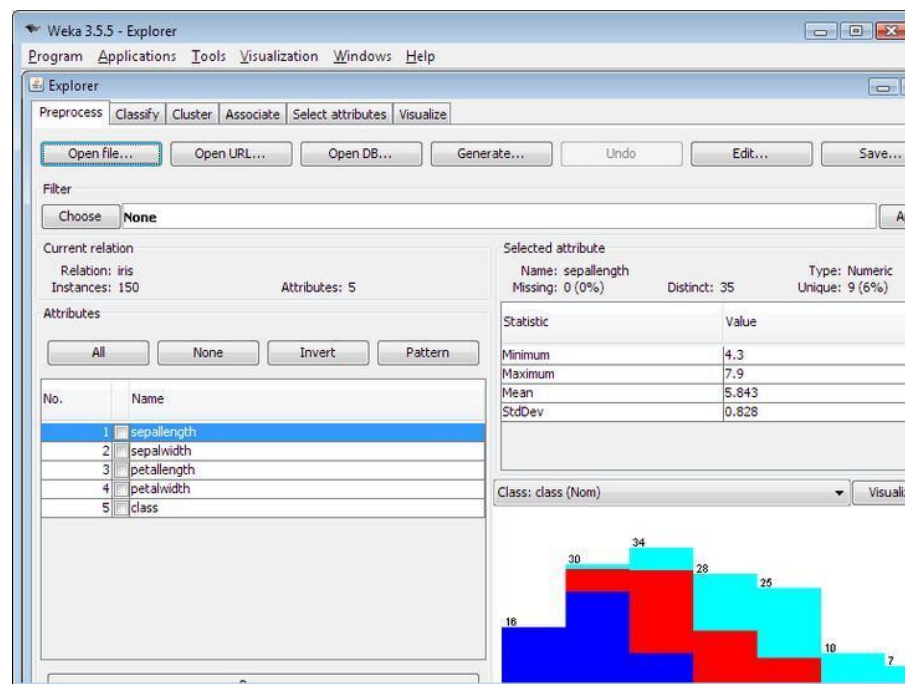 Weka 3.5.5 - Explorer
Program Applications Tools Visualization Windows Help
Explorer
Preprocess Classify Cluster Associate Select attributes Visualize
Open file... Open URL... Open DB... Generate... Undo Edit... Save...
Filter
Choose None
Current relation
Relation: iris
Instances: 150 Attributes: 5
Attributes
All None Invert Pattern
No. Name
1 sepallength
2 sepalwidth
3 petallength
4 petalwidth
5 class
Selected attribute
Name: sepallength Type: Numeric
Missing: 0 (0%) Distinct: 35 Unique: 9 (6%)
Statistic Value
Minimum 4.3
Maximum 7.9
Mean 5.843
StdDev 0.828
Class: class (Nom) Visualiz
16 30 34 28 25 10 7